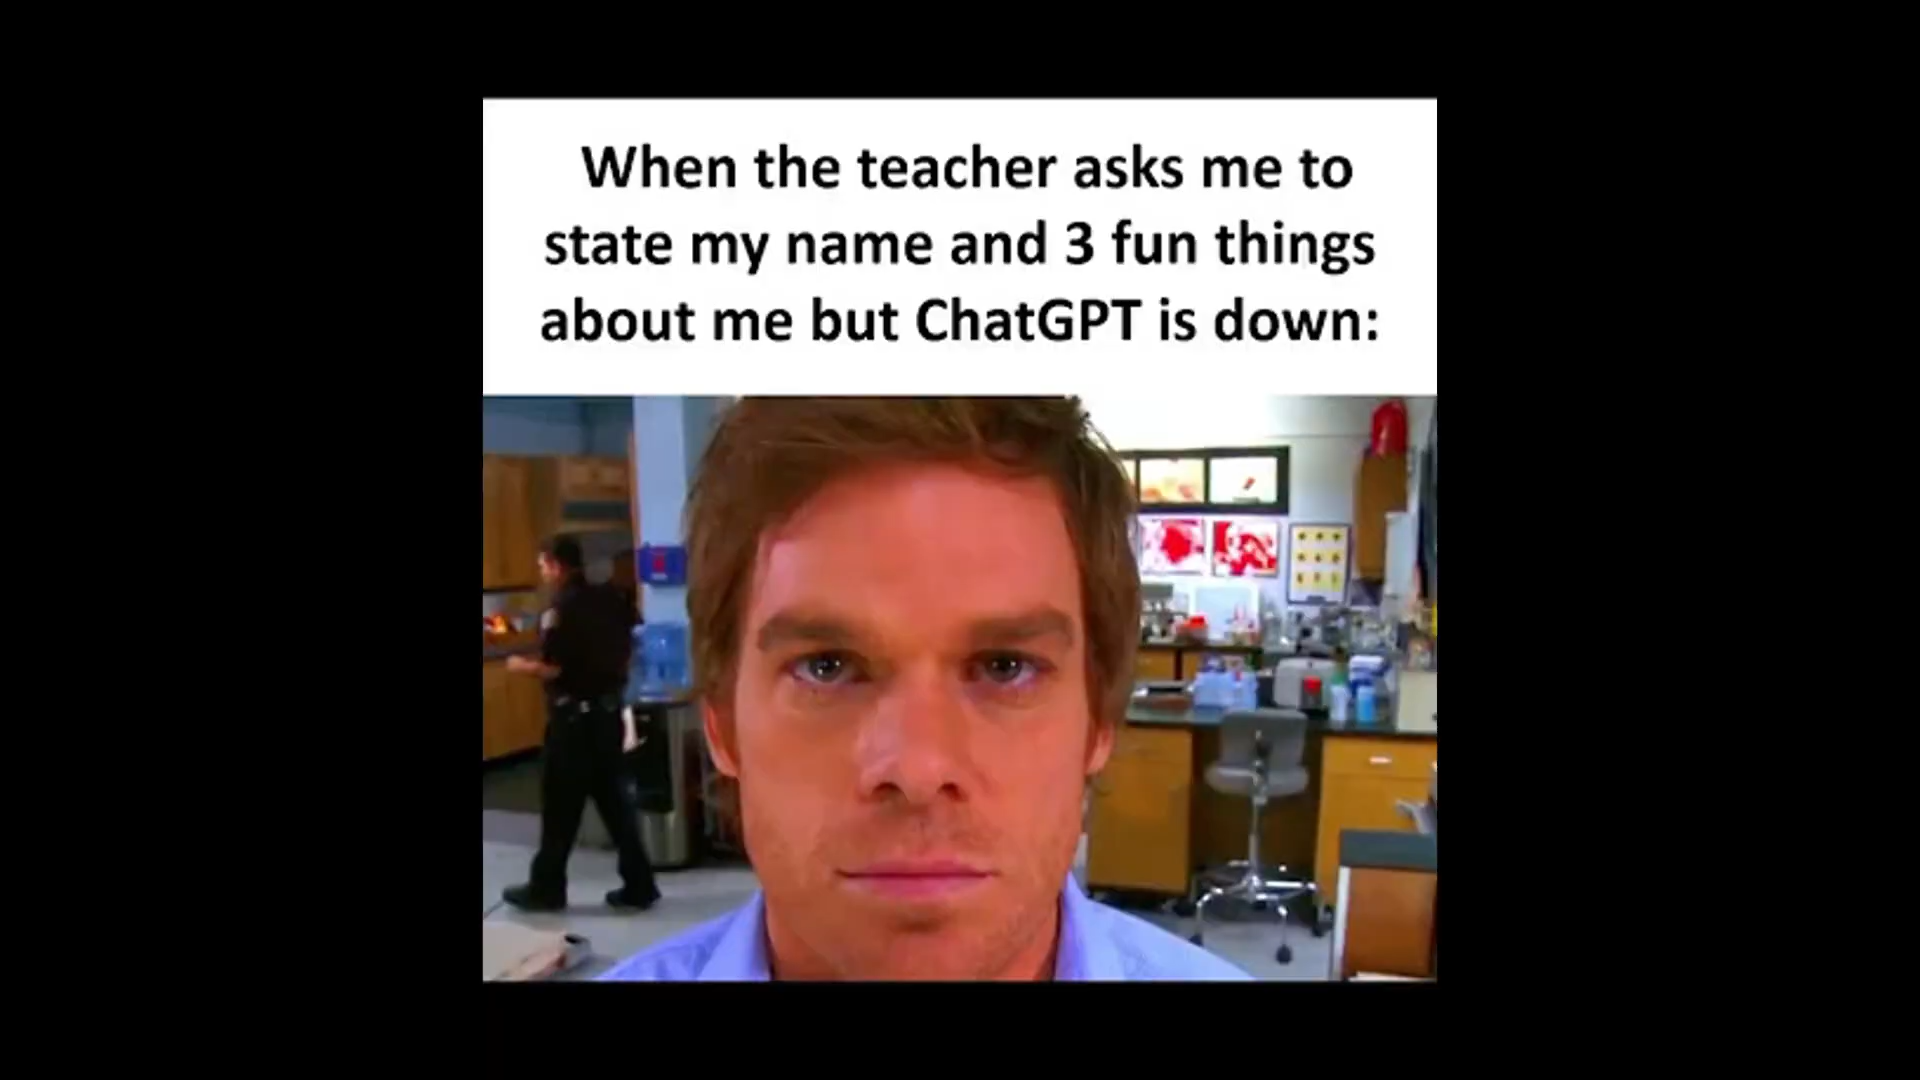 When the teacher asks me to
state my name and 3 fun things
about me but ChatGPT is down: